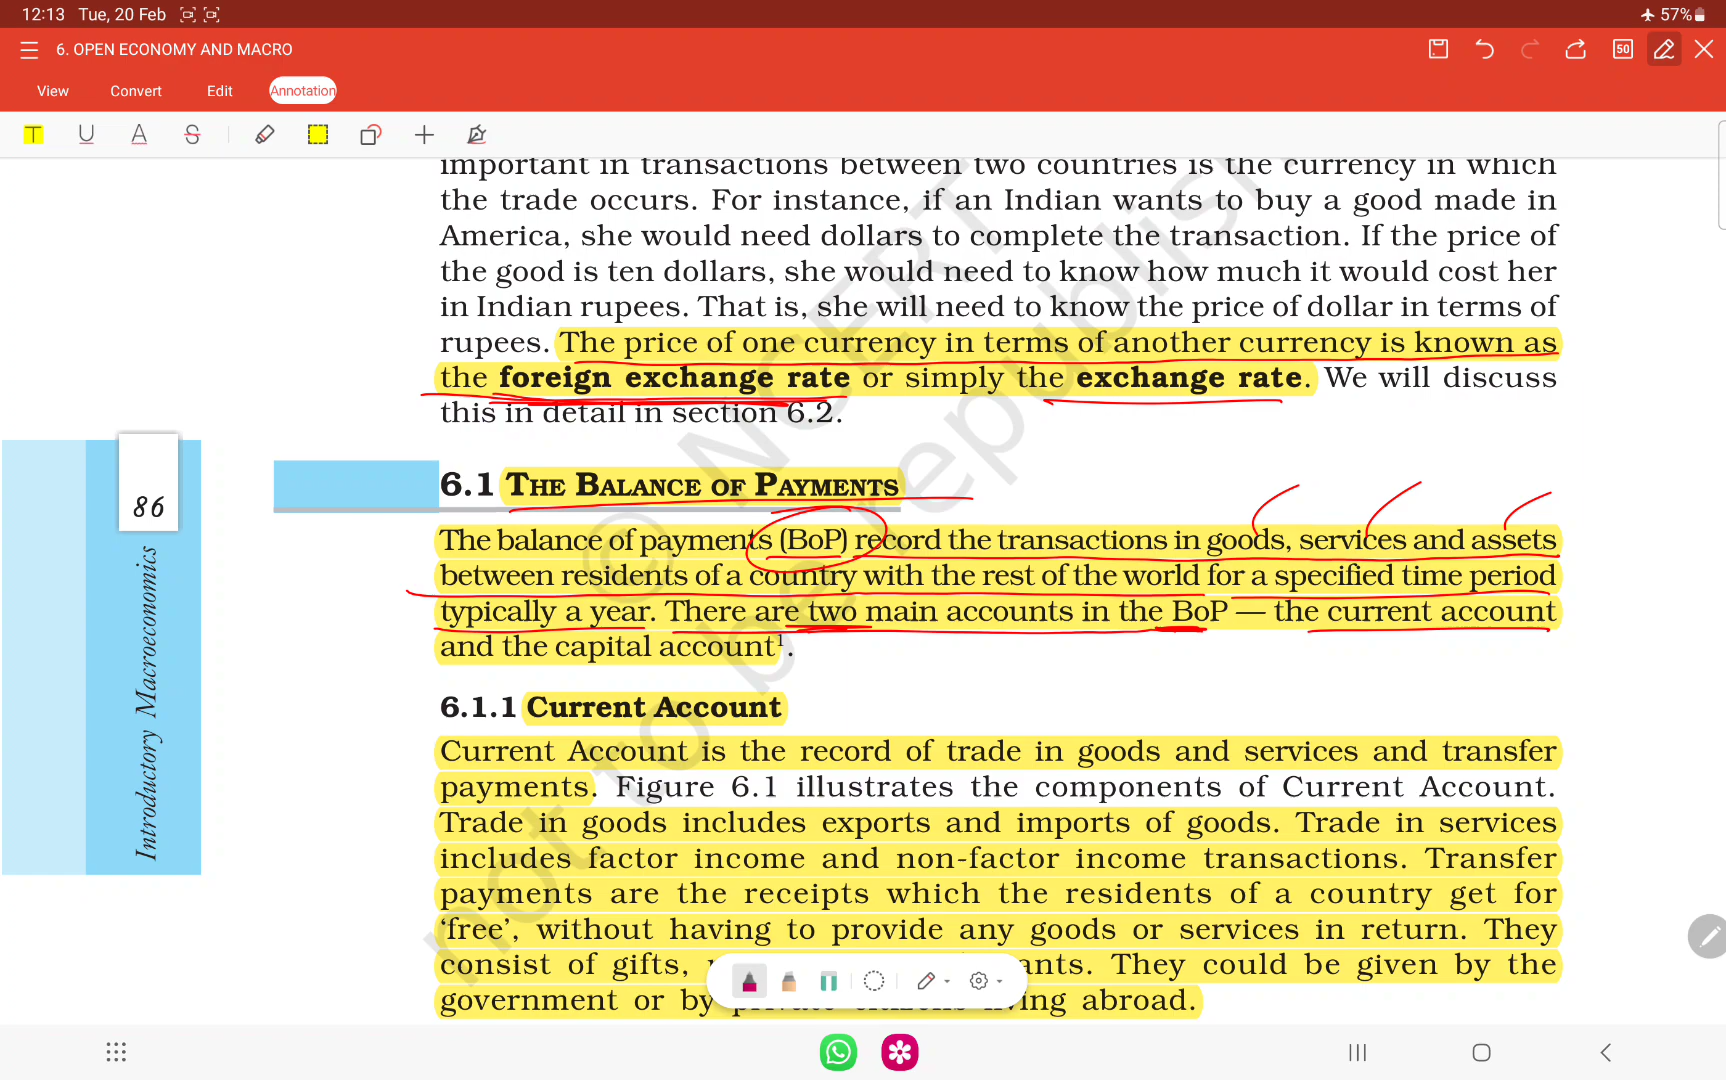 12:13 Tue, 20 Feb
57%
6. OPEN ECONOMY AND MACRO
50
View Convert Edit Annotation
T U A S
important in transactions between two countries is the currency in which
the trade occurs. For instance, if an Indian wants to buy a good made in
America, she would need dollars to complete the transaction. If the price of
the good is ten dollars, she would need to know how much it would cost her
in Indian rupees. That is, she will need to know the price of dollar in terms of
rupees. The price of one currency in terms of another currency is known as
the foreign exchange rate or simply the exchange rate. We will discuss
this in detail in section 6.2.
86
Introductory Macroeconomics
6.1 THE BALANCE OF PAYMENTS
The balance of payments (BoP) record the transactions in goods, services and assets
between residents of a country with the rest of the world for a specified time period
typically a year. There are two main accounts in the BoP — the current account
and the capital account1.
6.1.1 Current Account
Current Account is the record of trade in goods and services and transfer
payments. Figure 6.1 illustrates the components of Current Account.
Trade in goods includes exports and imports of goods. Trade in services
includes factor income and non-factor income transactions. Transfer
payments are the receipts which the residents of a country get for
‘free’, without having to provide any goods or services in return. They
consist of gifts, They could be given by the
government or by abroad.
© NCERT
not to be republished